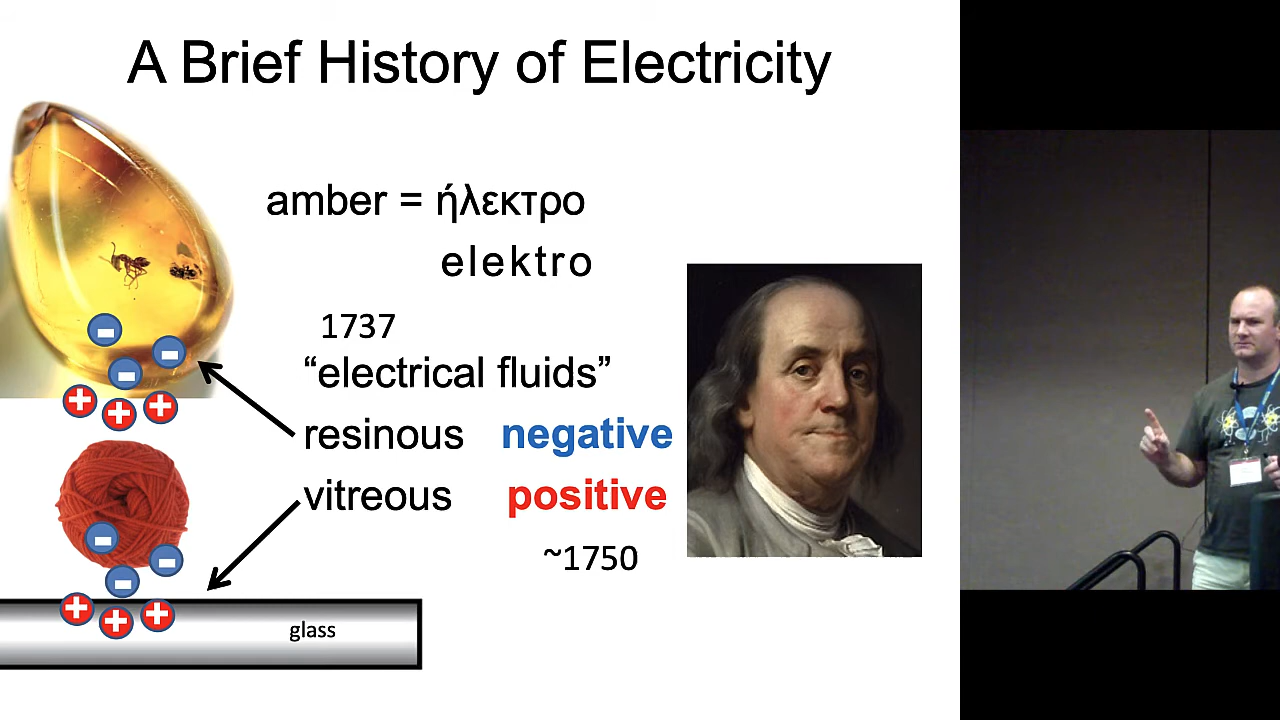 A Brief History of Electricity
amber = ήλεκτρο
elektro
1737
“electrical fluids”
resinous negative
vitreous positive
~1750
glass